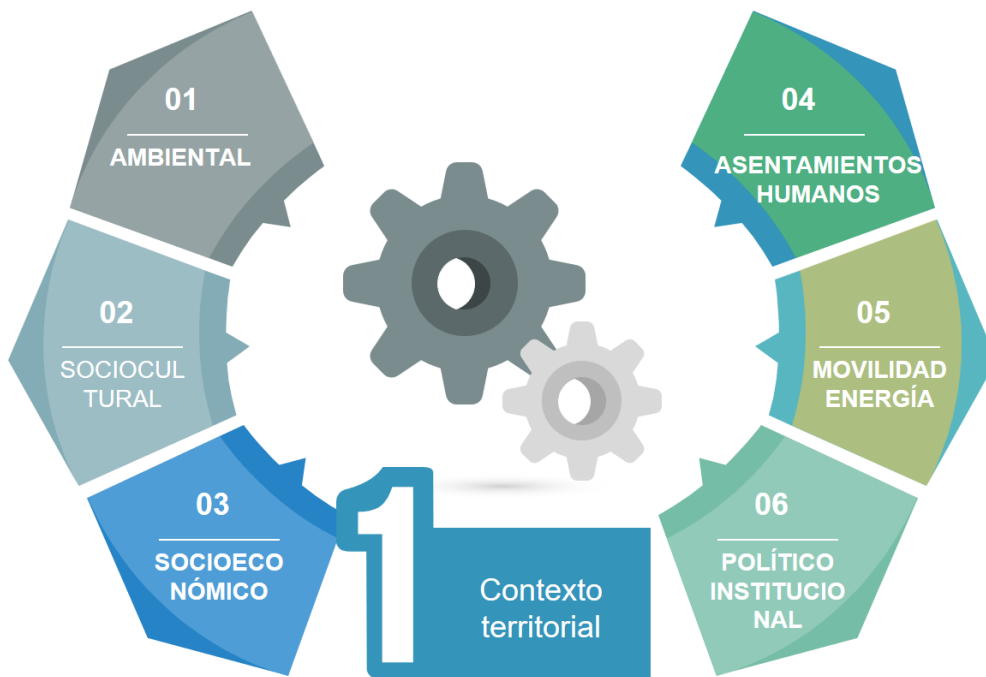 01
AMBIENTAL
02
SOCIOCUL
TURAL
03
SOCIOECO
NÓMICO
04
ASENTAMIENTOS
HUMANOS
05
MOVILIDAD
ENERGÍA
06
POLÍTICO
INSTITUCIO
NAL
1
Contexto
territorial